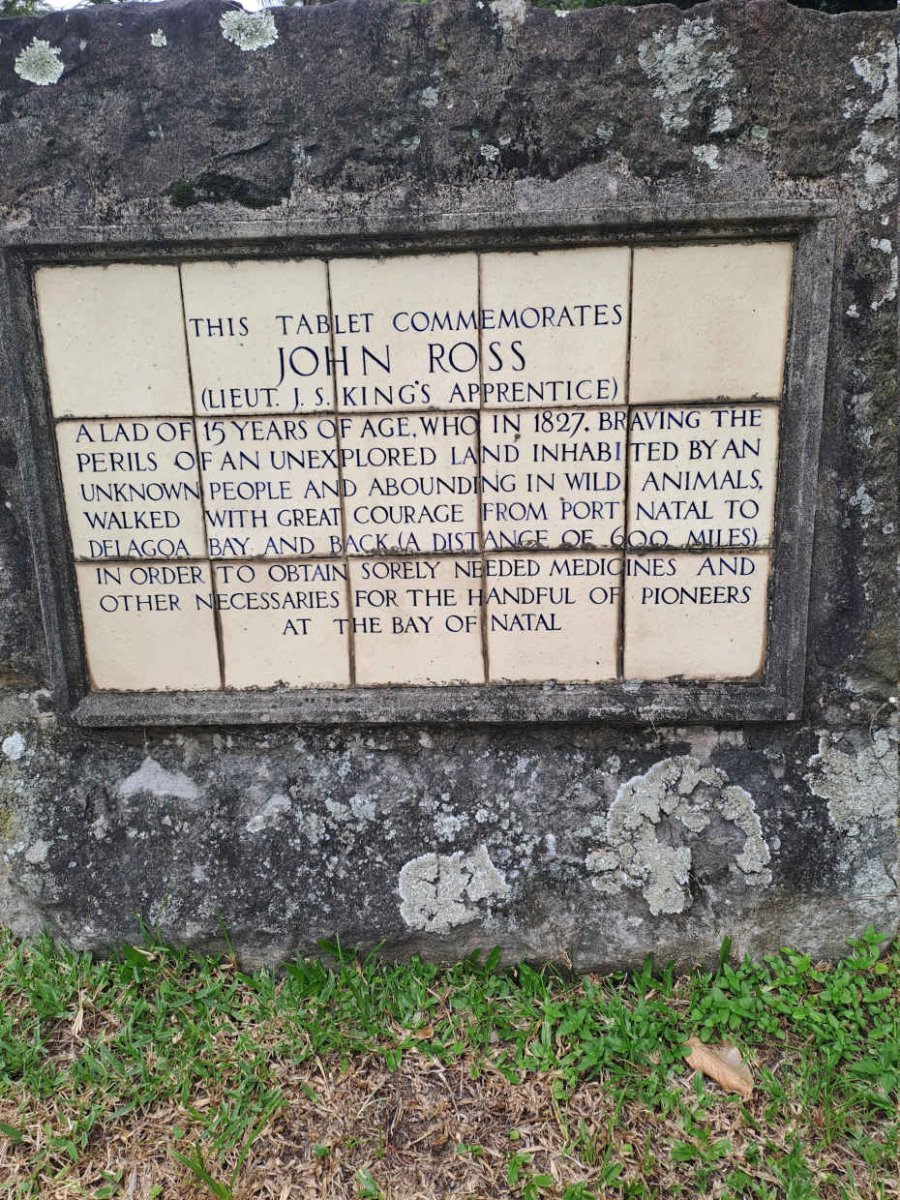 THIS TABLET COMMEMORATES
JOHN ROSS
(LIEUT. J. S. KING'S APPRENTICE)
A LAD OF 15 YEARS OF AGE, WHO IN 1827, BRAVING THE
PERILS OF AN UNEXPLORED LAND INHABITED BY AN
UNKNOWN PEOPLE AND ABOUNDING IN WILD ANIMALS,
WALKED WITH GREAT COURAGE FROM PORT NATAL TO
DELAGOA BAY AND BACK (A DISTANCE OF 600 MILES)
IN ORDER TO OBTAIN SORELY NEEDED MEDICINES AND
OTHER NECESSARIES FOR THE HANDFUL OF PIONEERS
AT THE BAY OF NATAL